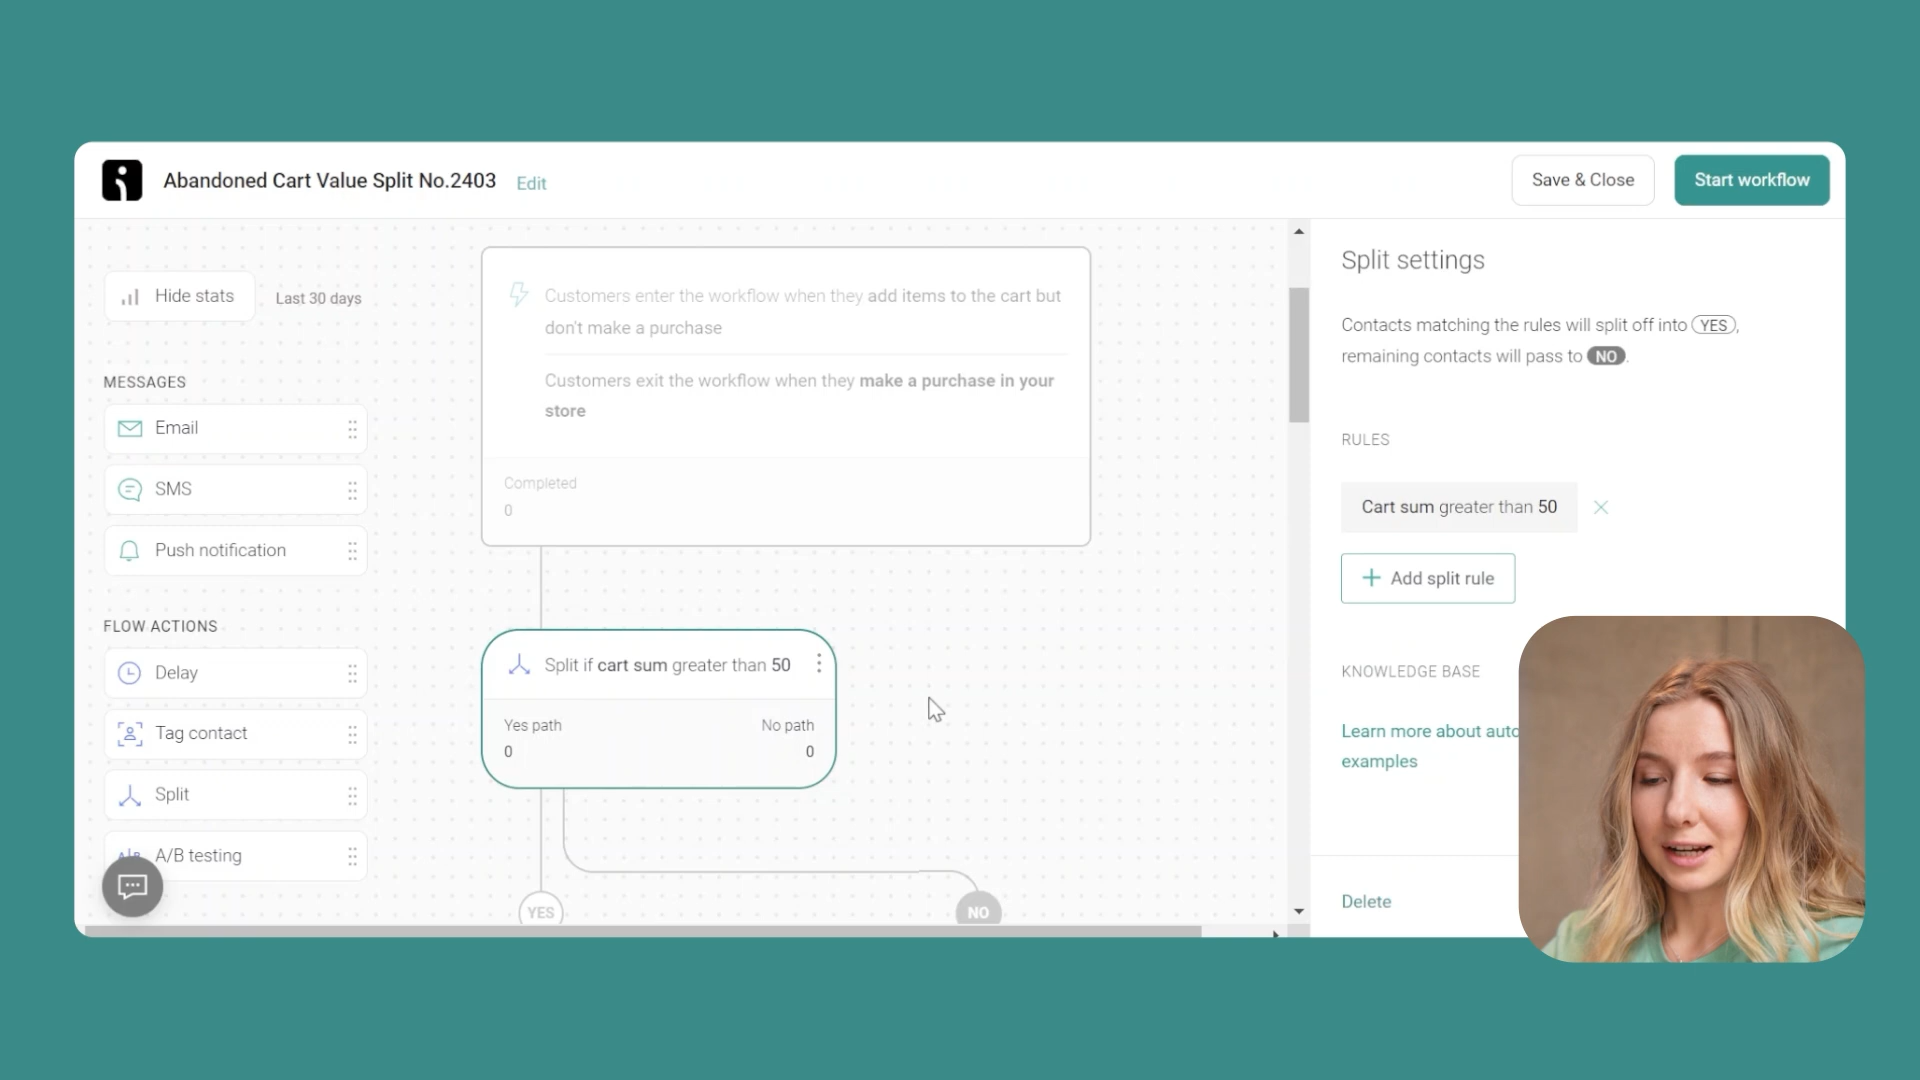 Abandoned Cart Value Split No.2403 Edit
Save & Close
Start workflow
Hide stats
Last 30 days
MESSAGES
Email
SMS
Push notification
FLOW ACTIONS
Delay
Tag contact
Split
A/B testing
Customers enter the workflow when they add items to the cart but
don't make a purchase
Customers exit the workflow when they make a purchase in your
store
Completed
0
Split if cart sum greater than 50
Yes path
No path
0
0
YES
NO
Split settings
Contacts matching the rules will split off into YES,
remaining contacts will pass to NO.
RULES
Cart sum greater than 50
Add split rule
KNOWLEDGE BASE
Learn more about
examples
Delete